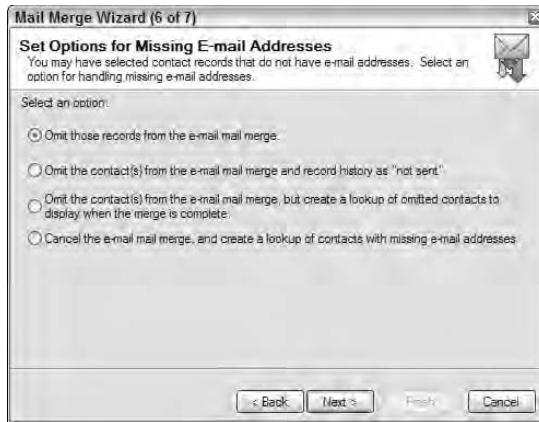 Mail Merge Wizard (6 of 7)
Set Options for Missing E-mail Addresses
You may have selected contact records that do not have e-mail addresses. Select an
option for handling missing e-mail addresses.
Select an option:
Omit those records from the e-mail mail merge.
Omit the contact(s) from the e-mail mail merge and record history as "not sent"
Omit the contact(s) from the e-mail mail merge, but create a lookup of omitted contacts to
display when the merge is complete
Cancel the e-mail mail merge, and create a lookup of contacts with missing e-mail addresses
< Back Next > Finish Cancel